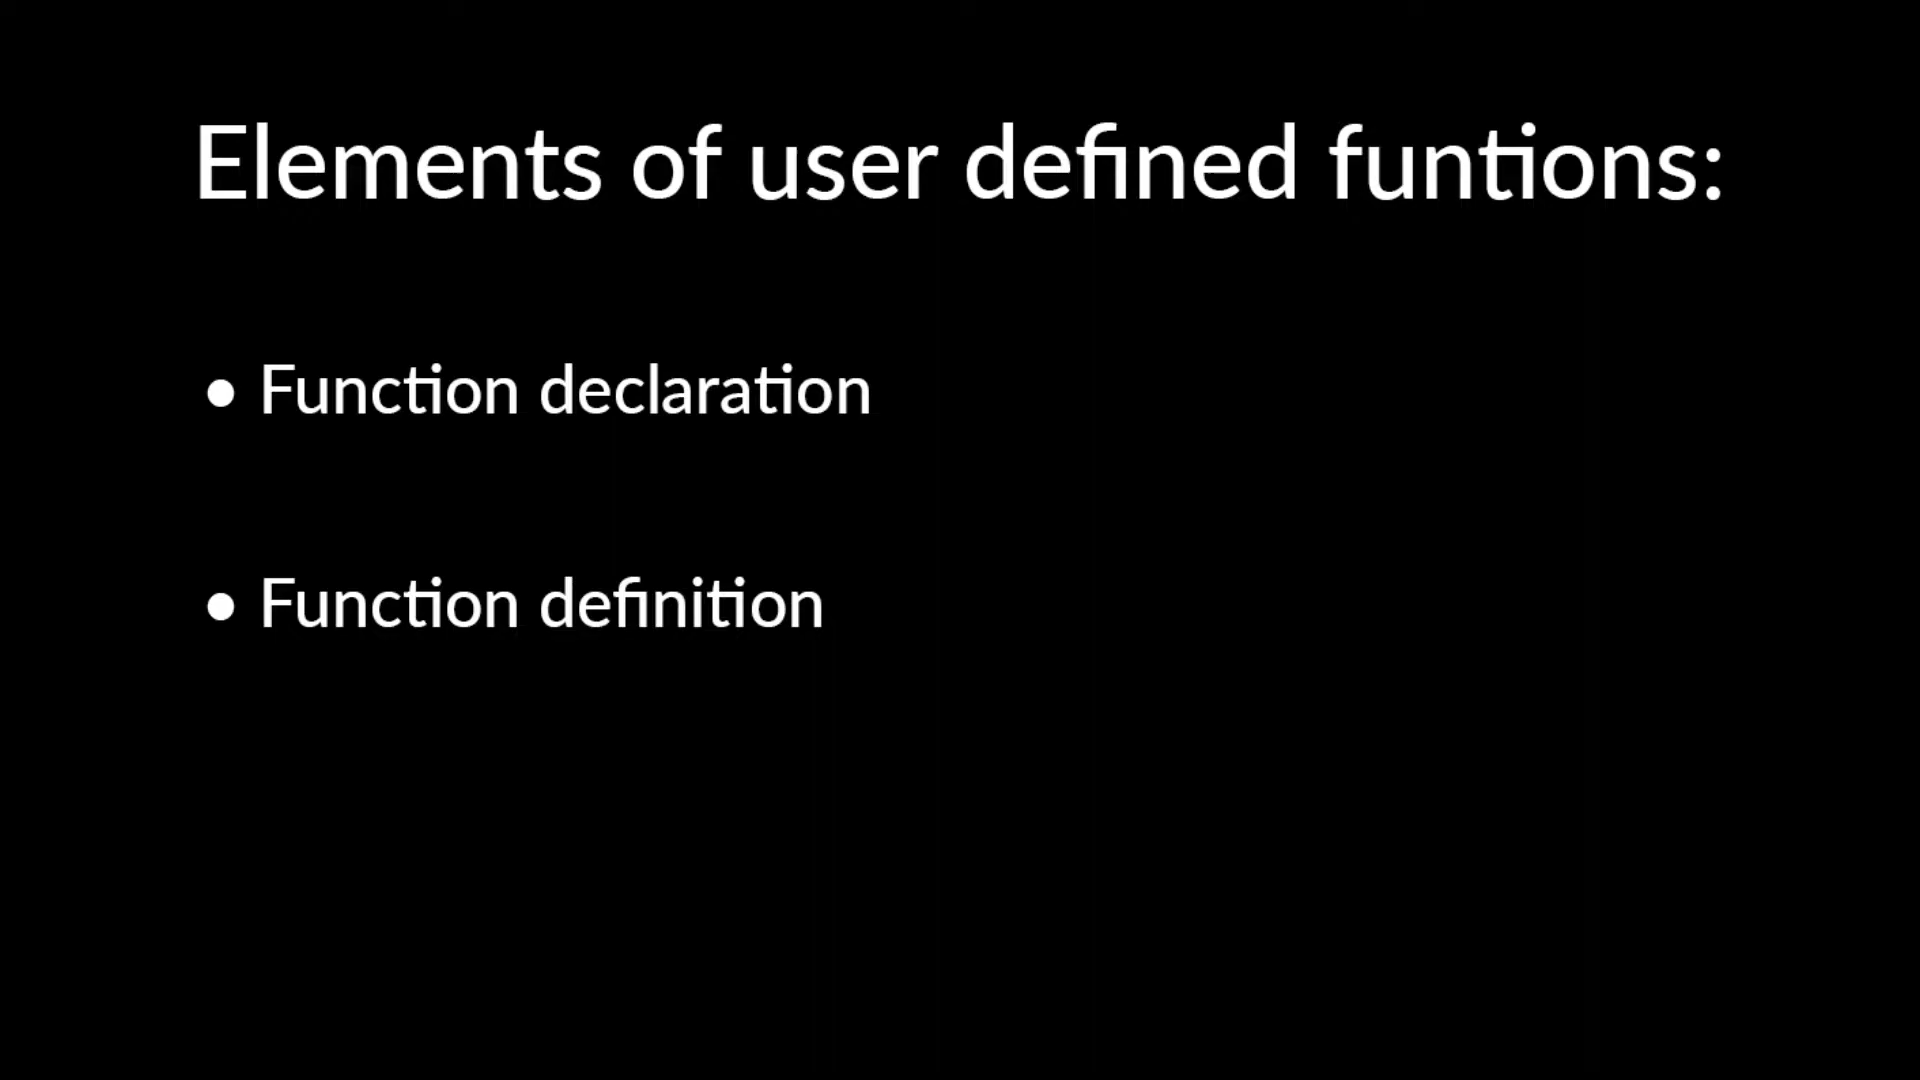 Elements of user defined funtions:
• Function declaration
• Function definition